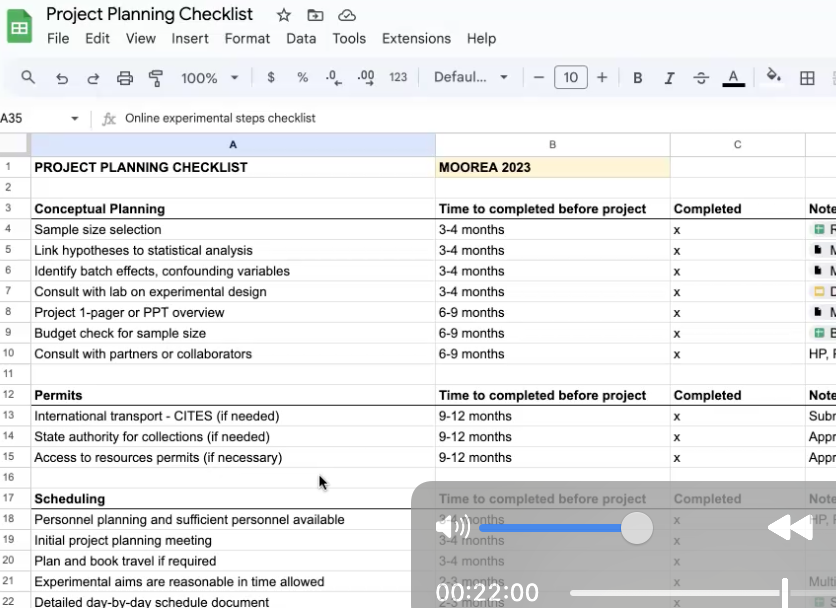 Project Planning Checklist
File Edit View Insert Format Data Tools Extensions Help
100% $ % .0 .00 123 Defaul... 10 B I S A
A35 fx Online experimental steps checklist
A B C
1 PROJECT PLANNING CHECKLIST MOOREA 2023
2
3 Conceptual Planning Time to completed before project Completed Note
4 Sample size selection 3-4 months x
5 Link hypotheses to statistical analysis 3-4 months x
6 Identify batch effects, confounding variables 3-4 months x
7 Consult with lab on experimental design 3-4 months x
8 Project 1-pager or PPT overview 6-9 months x
9 Budget check for sample size 6-9 months x
10 Consult with partners or collaborators 6-9 months x HP,
11
12 Permits Time to completed before project Completed Note
13 International transport - CITES (if needed) 9-12 months x Subr
14 State authority for collections (if needed) 9-12 months x Appr
15 Access to resources permits (if necessary) 9-12 months x Appr
16
17 Scheduling Time to completed before project Completed Note
18 Personnel planning and sufficient personnel available 3-4 months x HP,
19 Initial project planning meeting 3-4 months x
20 Plan and book travel if required 3-4 months x
21 Experimental aims are reasonable in time allowed 2-3 months x Multi
22 Detailed day-by-day schedule document 2-3 months x
00:22:00